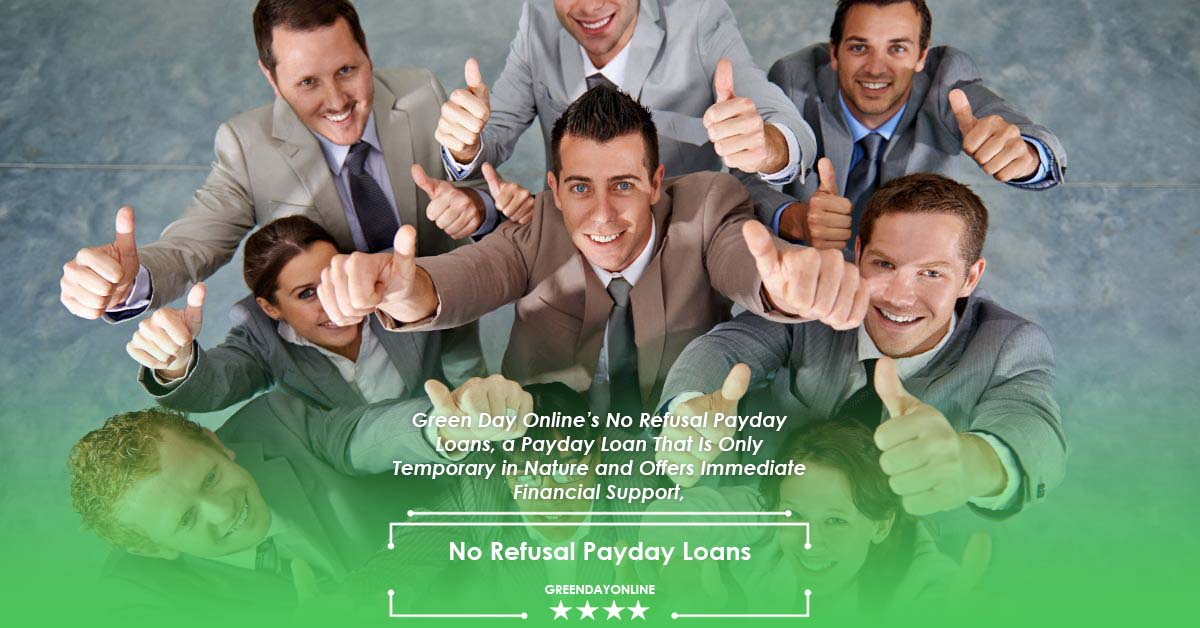 Green Day Online’s No Refusal Payday
Loans, a Payday Loan That Is Only
Temporary in Nature and Offers Immediate
Financial Support,
No Refusal Payday Loans
GREENDAYONLINE